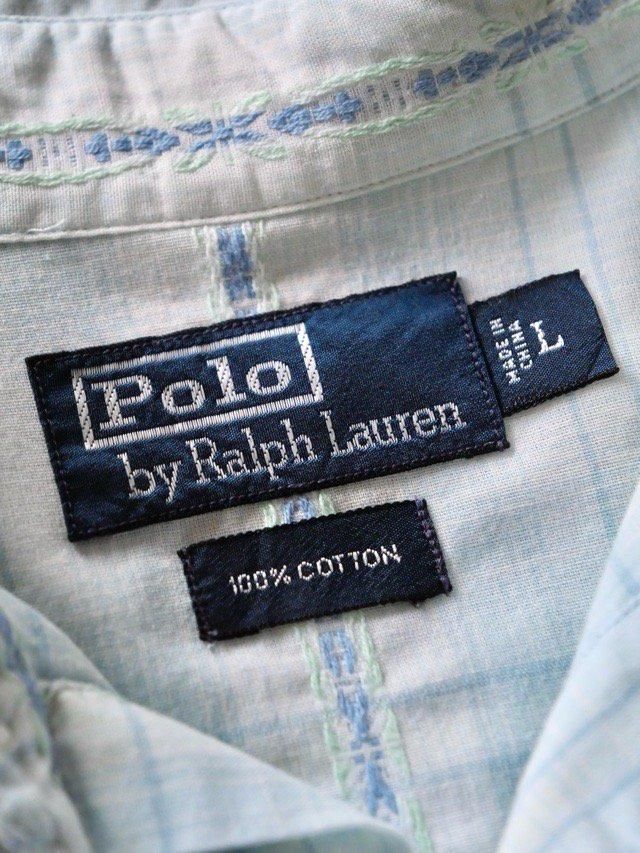 Polo
by Ralph Lauren
MADE IN
CHINA
L
100% COTTON